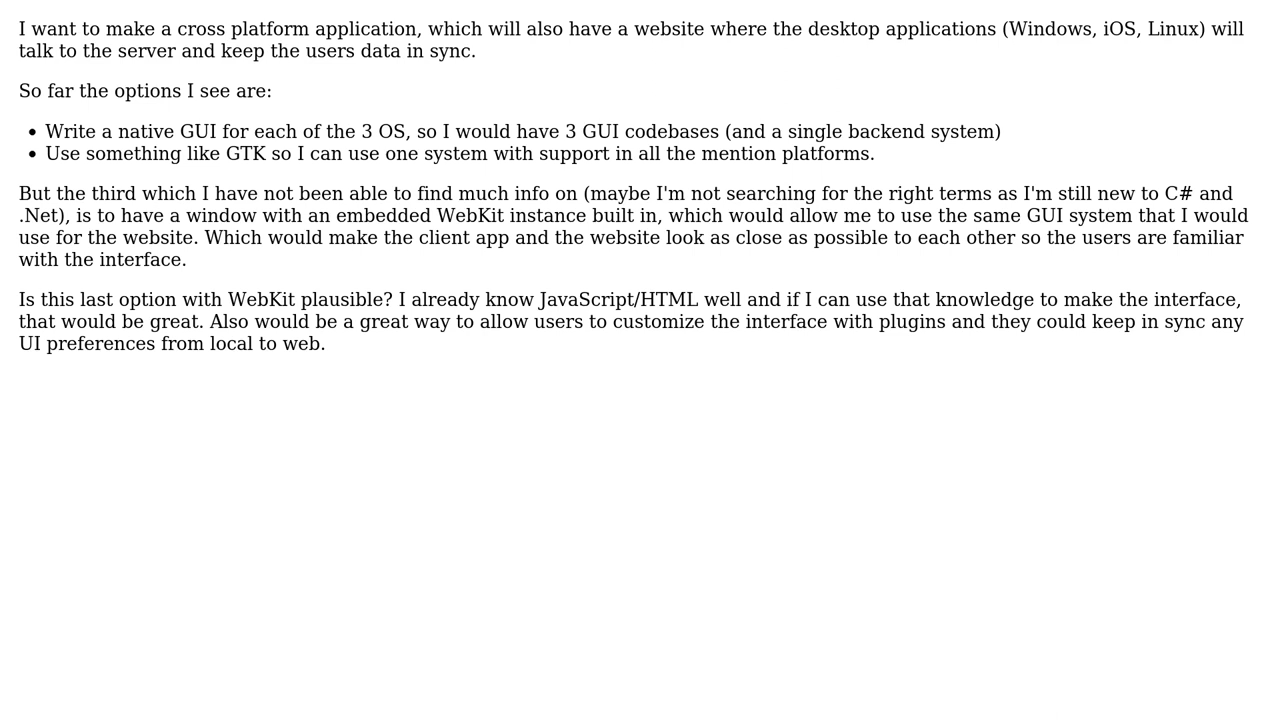 I want to make a cross platform application, which will also have a website where the desktop applications (Windows, iOS, Linux) will
talk to the server and keep the users data in sync.
So far the options I see are:
• Write a native GUI for each of the 3 OS, so I would have 3 GUI codebases (and a single backend system)
• Use something like GTK so I can use one system with support in all the mention platforms.
But the third which I have not been able to find much info on (maybe I'm not searching for the right terms as I'm still new to C# and
.Net), is to have a window with an embedded WebKit instance built in, which would allow me to use the same GUI system that I would
use for the website. Which would make the client app and the website look as close as possible to each other so the users are familiar
with the interface.
Is this last option with WebKit plausible? I already know JavaScript/HTML well and if I can use that knowledge to make the interface,
that would be great. Also would be a great way to allow users to customize the interface with plugins and they could keep in sync any
UI preferences from local to web.